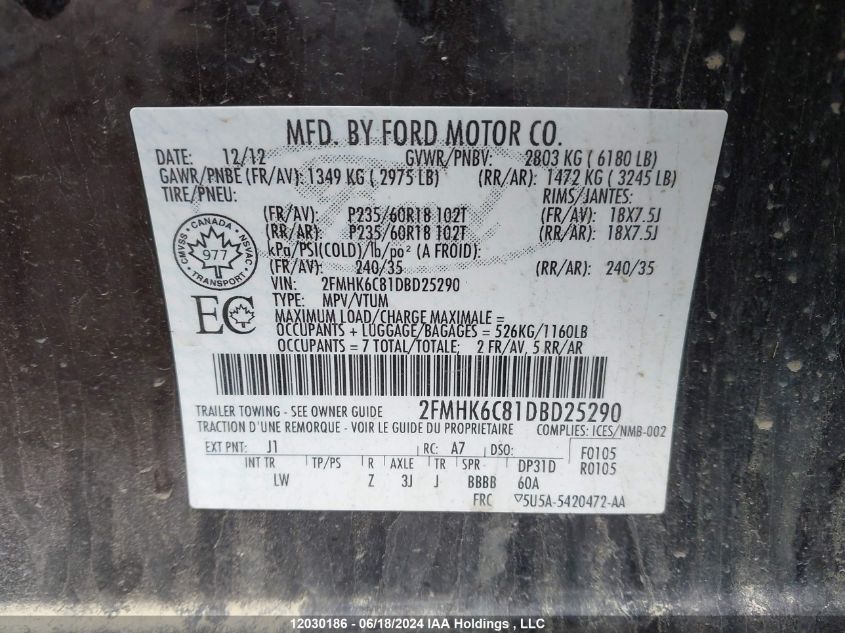 MFD. BY FORD MOTOR CO.
DATE: 12/12 GVWR/PNBV: 2803 KG ( 6180 LB)
GAWR/PNBE (FR/AV): 1349 KG ( 2975 LB) (RR/AR): 1472 KG ( 3245 LB)
TIRE/PNEU: RIMS/JANTES:
(FR/AV): P235/60R18 102T (FR/AV): 18X7.5J
(RR/AR): P235/60R18 102T (RR/AR): 18X7.5J
kPa/PSI(COLD)/lb/po² (A FROID):
(FR/AV): 240/35 (RR/AR): 240/35
CMVSS · CANADA · NSVAC
977
· TRANSPORT ·
VIN: 2FMHK6C81DBD25290
EC TYPE: MPV/VTUM
MAXIMUM LOAD/CHARGE MAXIMALE =
OCCUPANTS + LUGGAGE/BAGAGES = 526KG/1160LB
OCCUPANTS = 7 TOTAL/TOTALE; 2 FR/AV, 5 RR/AR
TRAILER TOWING - SEE OWNER GUIDE 2FMHK6C81DBD25290
TRACTION D'UNE REMORQUE - VOIR LE GUIDE DU PROPRIETAIRE COMPLIES: ICES/NMB-002
EXT PNT: J1 RC: A7 DSO: F0105
INT TR TP/PS R AXLE TR SPR DP31D R0105
LW Z 3J J BBBB 60A
FRC ▽5U5A-5420472-AA
12030186 - 06/18/2024 IAA Holdings , LLC